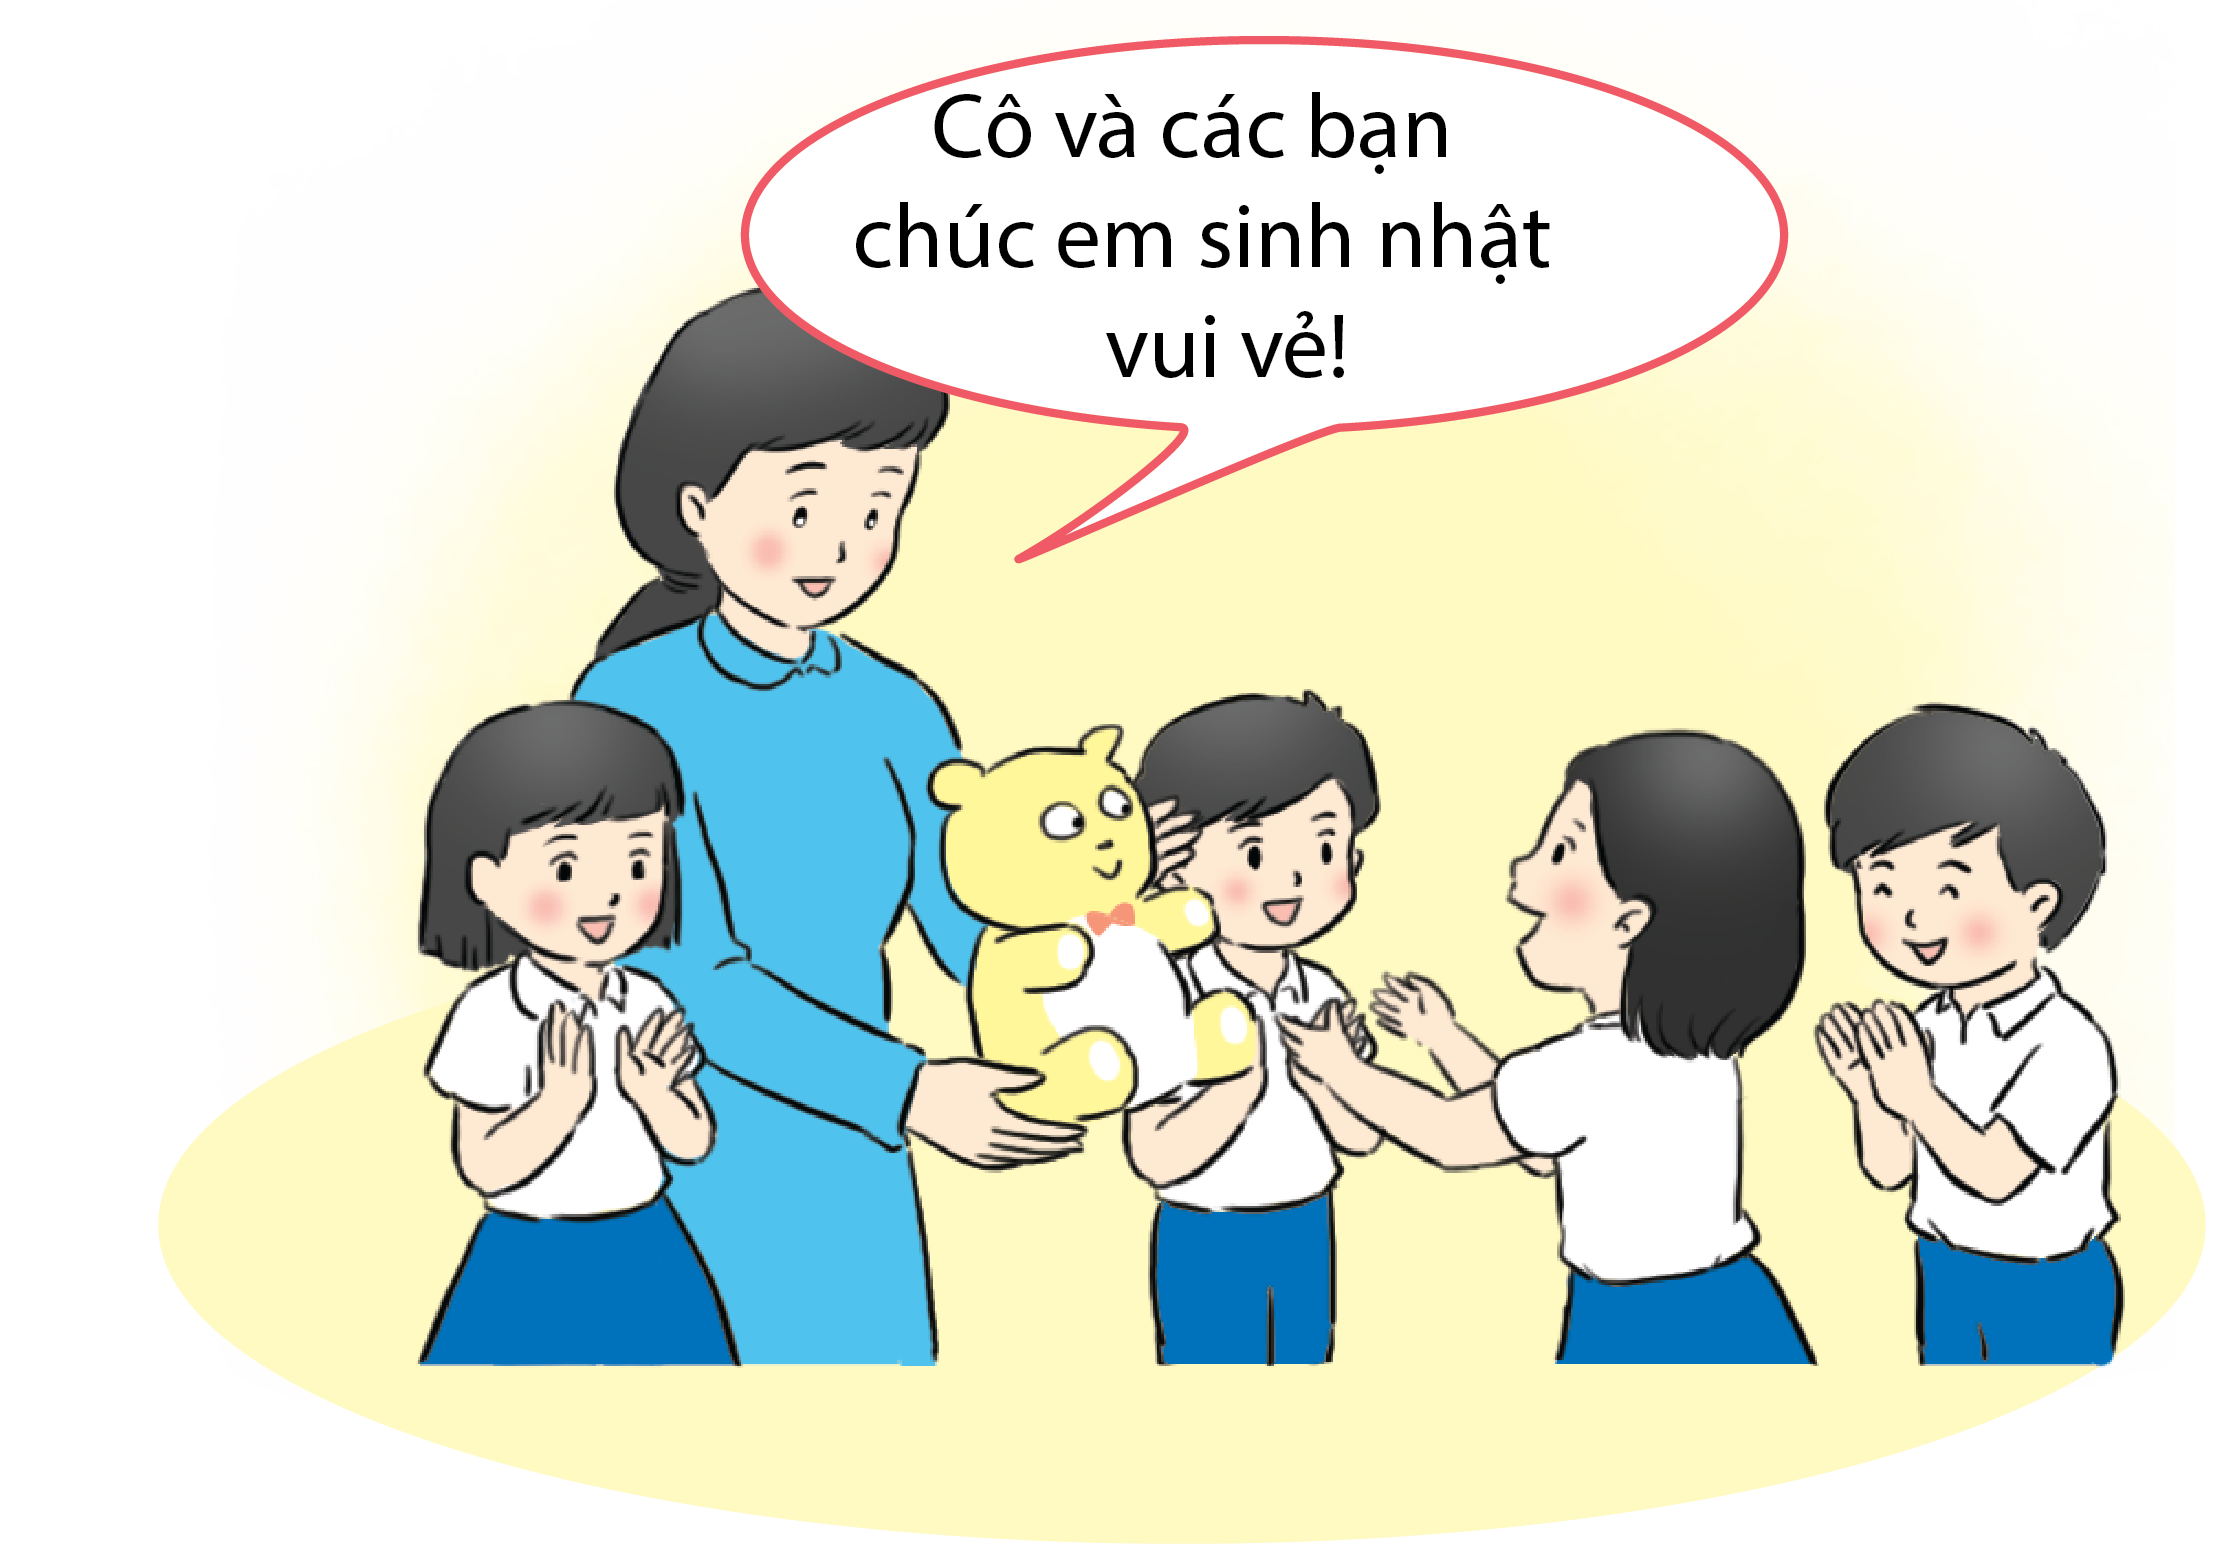 Cô và các bạn
chúc em sinh nhật
vui vẻ!